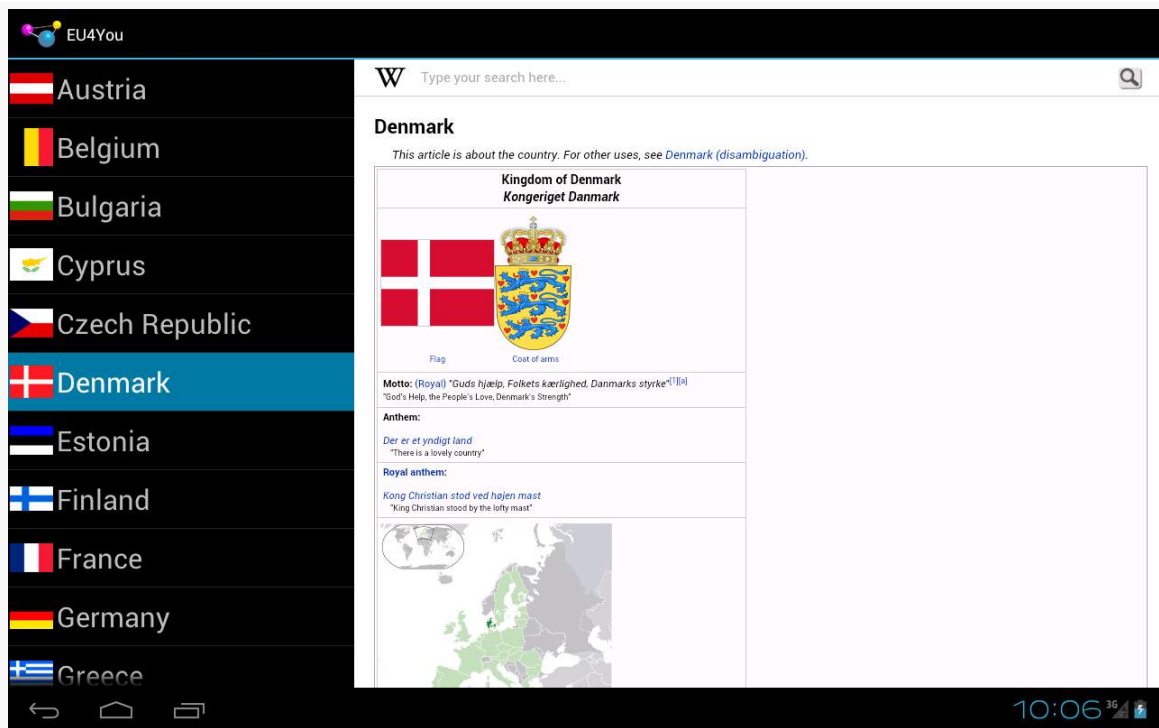 EU4You
Austria
Belgium
Bulgaria
Cyprus
Czech Republic
Denmark
Estonia
Finland
France
Germany
Greece
W Type your search here...
Denmark
This article is about the country. For other uses, see Denmark (disambiguation).
Kingdom of Denmark
Kongeriget Danmark
Flag Coat of arms
Motto: (Royal) "Guds hjælp, Folkets kærlighed, Danmarks styrke"[1][a]
"God's Help, the People's Love, Denmark's Strength"
Anthem:
Der er et yndigt land
"There is a lovely country"
Royal anthem:
Kong Christian stod ved højen mast
"King Christian stood by the lofty mast"
10:06 3G